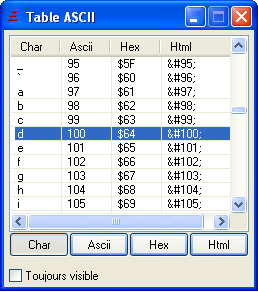 Table ASCII
Char Ascii Hex Html
_ 95 $5F &#95;
` 96 $60 &#96;
a 97 $61 &#97;
b 98 $62 &#98;
c 99 $63 &#99;
d 100 $64 &#100;
e 101 $65 &#101;
f 102 $66 &#102;
g 103 $67 &#103;
h 104 $68 &#104;
i 105 $69 &#105;
Char Ascii Hex Html
Toujours visible